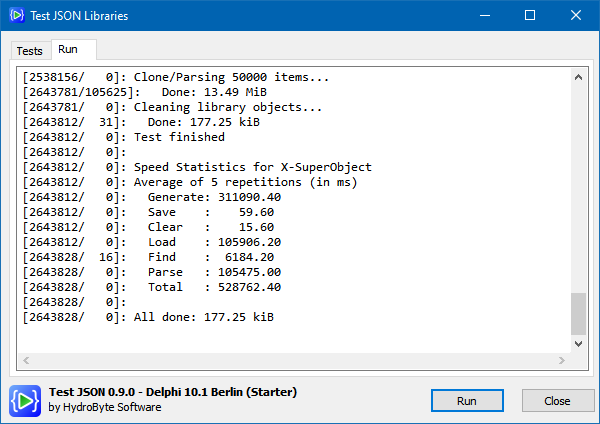 Test JSON Libraries
Tests Run
[2538156/   0]: Clone/Parsing 50000 items...
[2643781/105625]:   Done: 13.49 MiB
[2643781/   0]: Cleaning library objects...
[2643812/  31]:   Done: 177.25 kiB
[2643812/   0]: Test finished
[2643812/   0]:
[2643812/   0]: Speed Statistics for X-SuperObject
[2643812/   0]: Average of 5 repetitions (in ms)
[2643812/   0]:   Generate: 311090.40
[2643812/   0]:   Save    :    59.60
[2643812/   0]:   Clear   :    15.60
[2643812/   0]:   Load    : 105906.20
[2643828/  16]:   Find    :  6184.20
[2643828/   0]:   Parse   : 105475.00
[2643828/   0]:   Total   : 528762.40
[2643828/   0]:
[2643828/   0]: All done: 177.25 kiB
Test JSON 0.9.0 - Delphi 10.1 Berlin (Starter)
by HydroByte Software
Run Close